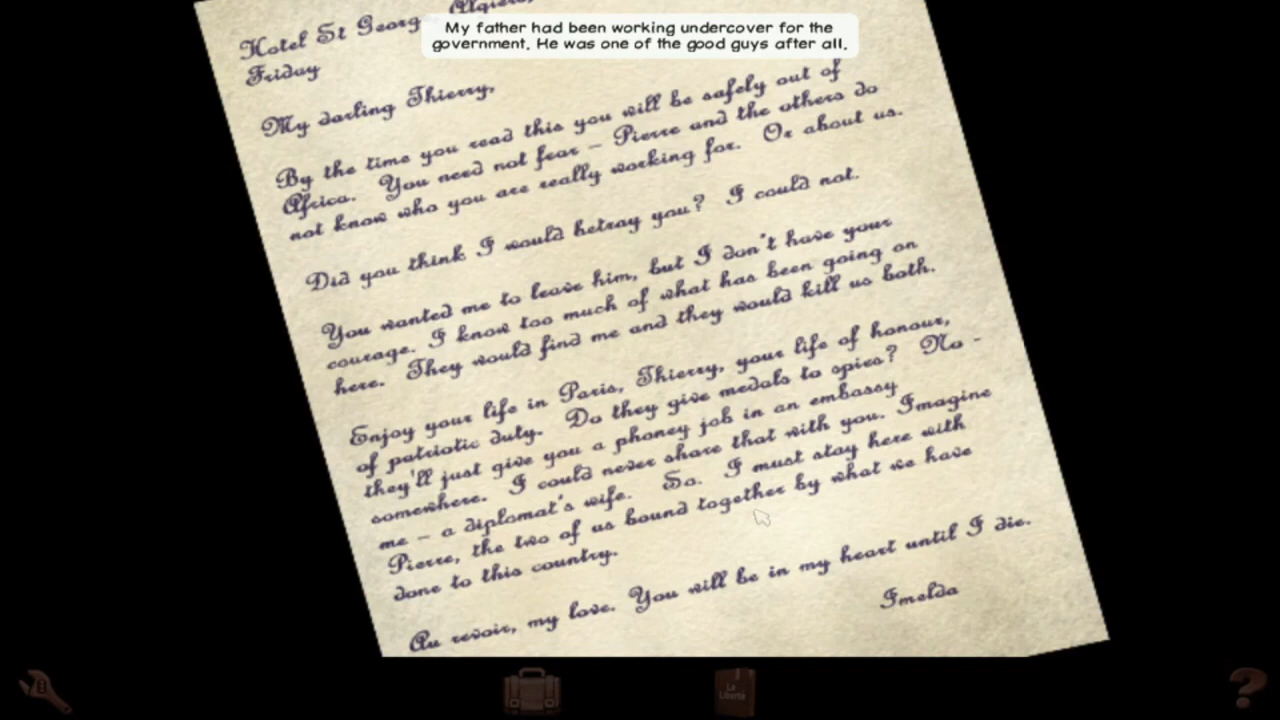 My father had been working undercover for the
government. He was one of the good guys after all.
Hotel St Georg Algiers,
Friday
My darling Thierry,
By the time you read this you will be safely out of
Africa. You need not fear – Pierre and the others do
not know who you are really working for. Or about us.
Did you think I would betray you? I could not.
You wanted me to leave him, but I don't have your
courage. I know too much of what has been going on
here. They would find me and they would kill us both.
Enjoy your life in Paris, Thierry, your life of honour,
of patriotic duty. Do they give medals to spies? No -
they'll just give you a phoney job in an embassy
somewhere. I could never share that with you. Imagine
me – a diplomat's wife. So. I must stay here with
Pierre, the two of us bound together by what we have
done to this country.
Au revoir, my love. You will be in my heart until I die.
Imelda
La
Liberté
?